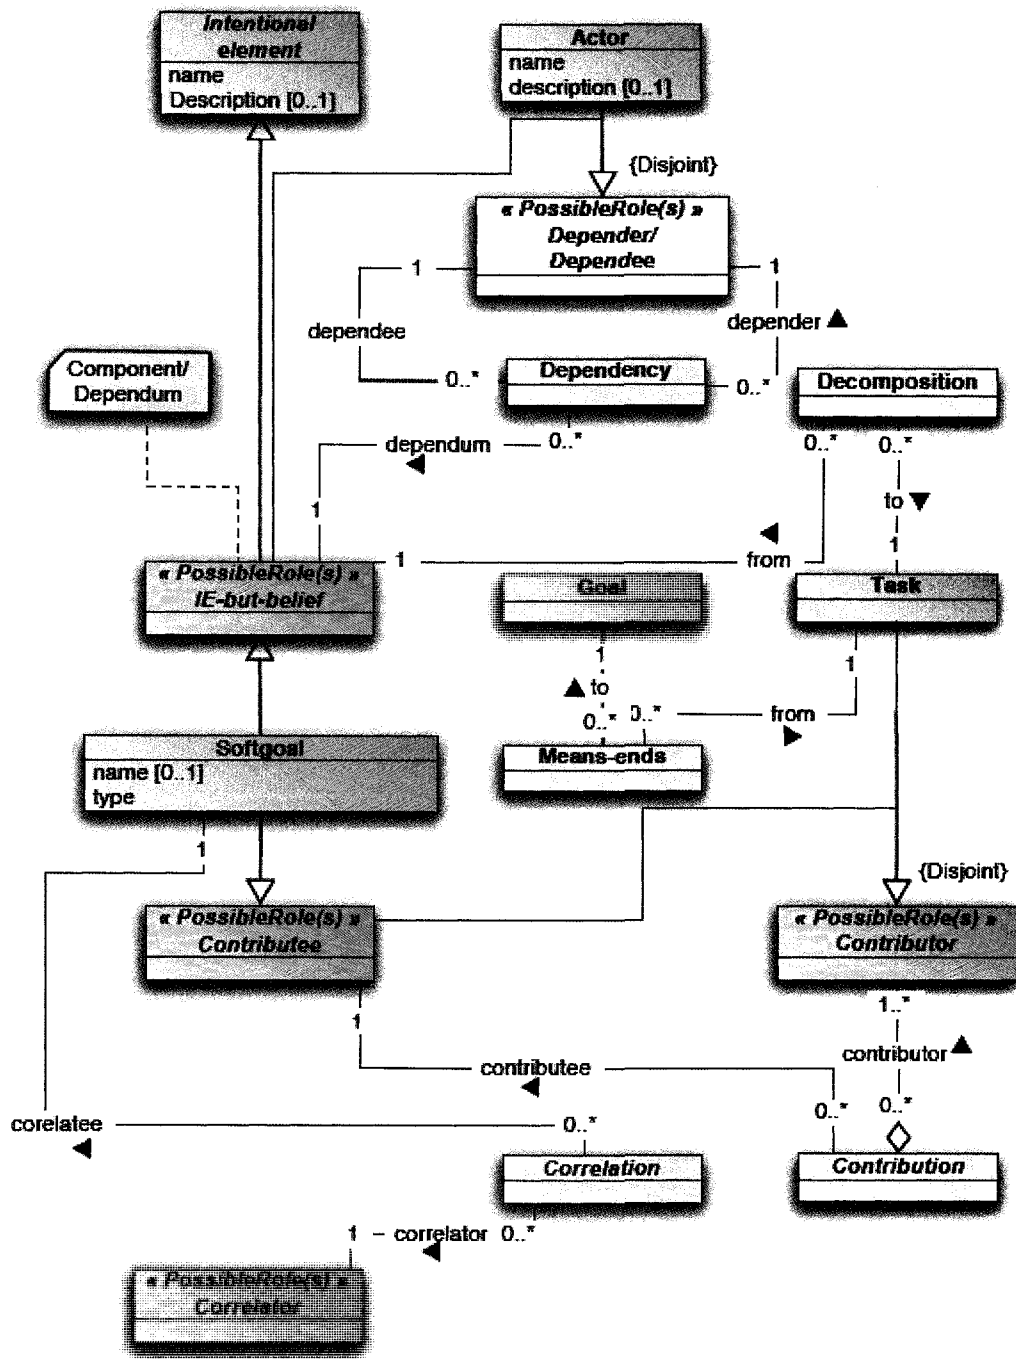 Intentional
element
name
Description [0..1]
Actor
name
description [0..1]
{Disjoint}
« PossibleRole(s) »
Depender/
Dependee
1
1
dependee
depender
0..*
Dependency
0..*
Component/
Dependum
Decomposition
dependum
0..*
0..*
0..*
to
1
1
1
from
« PossibleRole(s) »
IE-but-belief
Goal
Task
1
1
to
0..*
0..*
from
Means-ends
Softgoal
name [0..1]
type
1
{Disjoint}
« PossibleRole(s) »
Contributee
« PossibleRole(s) »
Contributor
1
1..*
contributor
contributee
0..*
0..*
corelatee
0..*
Correlation
Contribution
1
correlator
0..*
« PossibleRole(s) »
Correlator